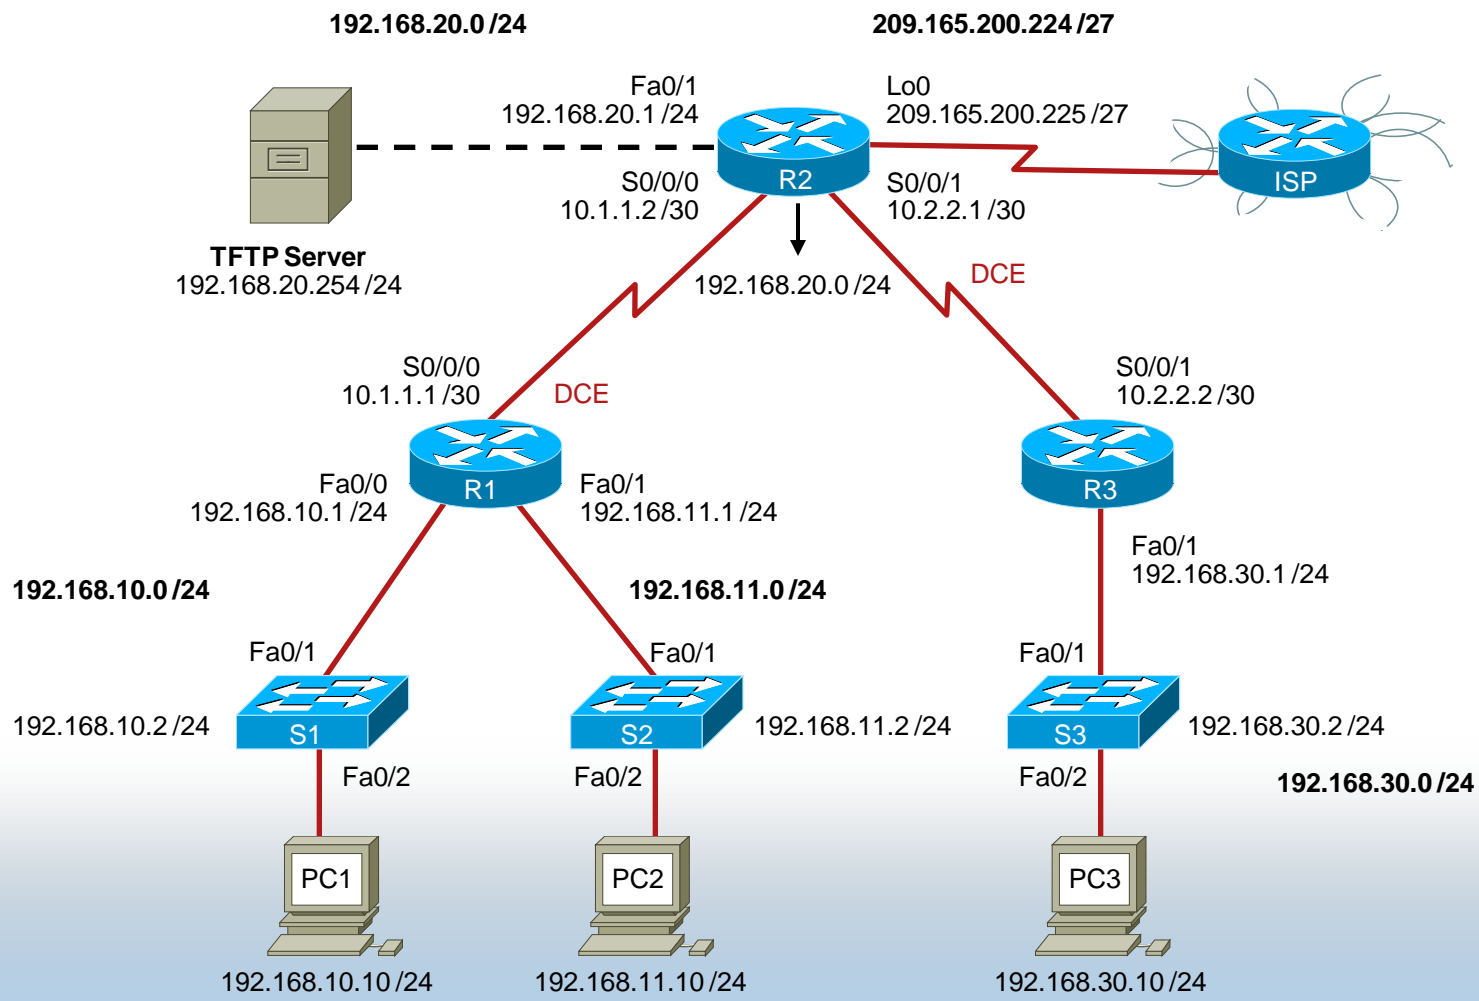 192.168.20.0 /24
209.165.200.224 /27
Fa0/1
192.168.20.1 /24
Lo0
209.165.200.225 /27
R2
ISP
S0/0/0
10.1.1.2 /30
S0/0/1
10.2.2.1 /30
TFTP Server
192.168.20.254 /24
192.168.20.0 /24
DCE
S0/0/0
10.1.1.1 /30
DCE
S0/0/1
10.2.2.2 /30
Fa0/0
192.168.10.1 /24
R1
Fa0/1
192.168.11.1 /24
R3
Fa0/1
192.168.30.1 /24
192.168.10.0 /24
192.168.11.0 /24
Fa0/1
Fa0/1
Fa0/1
192.168.10.2 /24
S1
S2
192.168.11.2 /24
S3
192.168.30.2 /24
Fa0/2
Fa0/2
Fa0/2
192.168.30.0 /24
PC1
PC2
PC3
192.168.10.10 /24
192.168.11.10 /24
192.168.30.10 /24